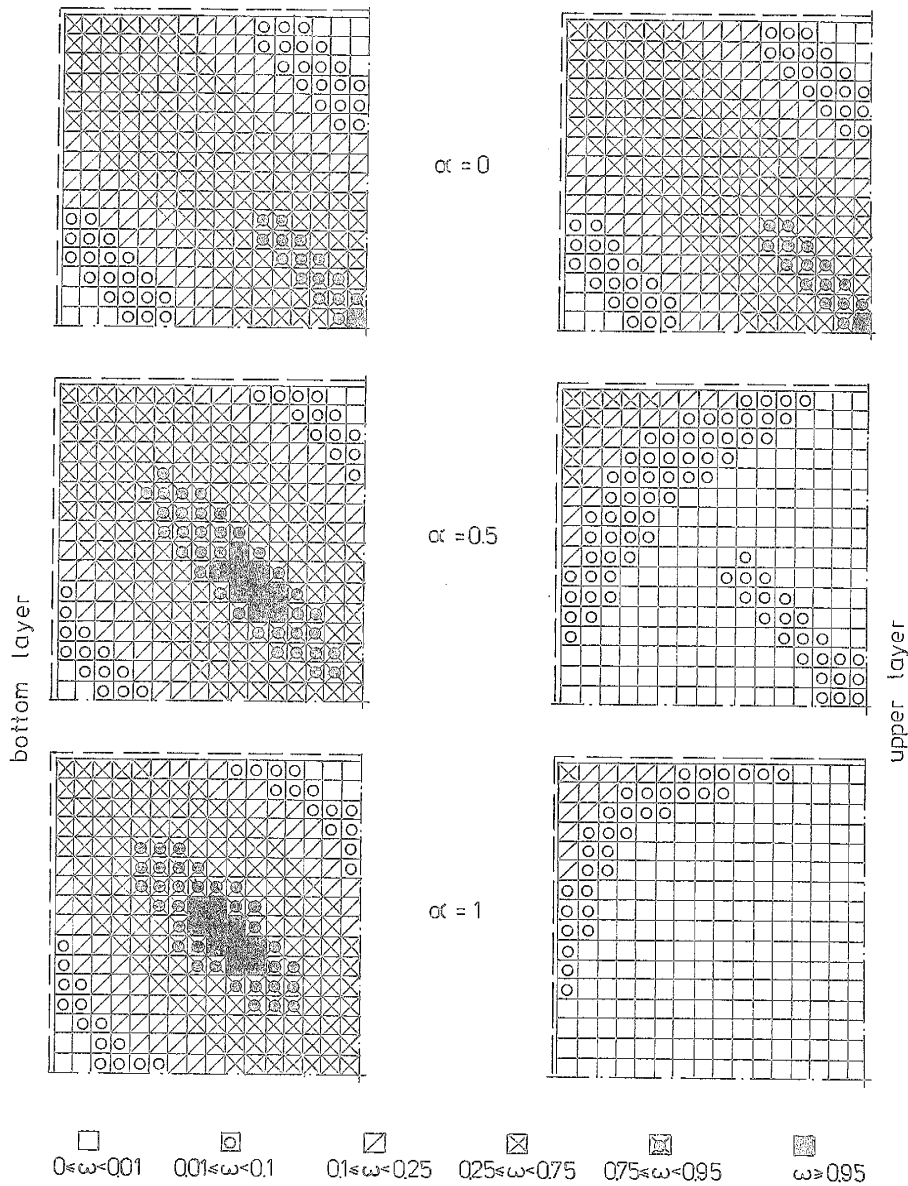 α = 0
α = 0.5
bottom layer
upper layer
α = 1
0≤ω<0.01
0.01≤ω<0.1
0.1≤ω<0.25
0.25≤ω<0.75
0.75≤ω<0.95
ω≥0.95